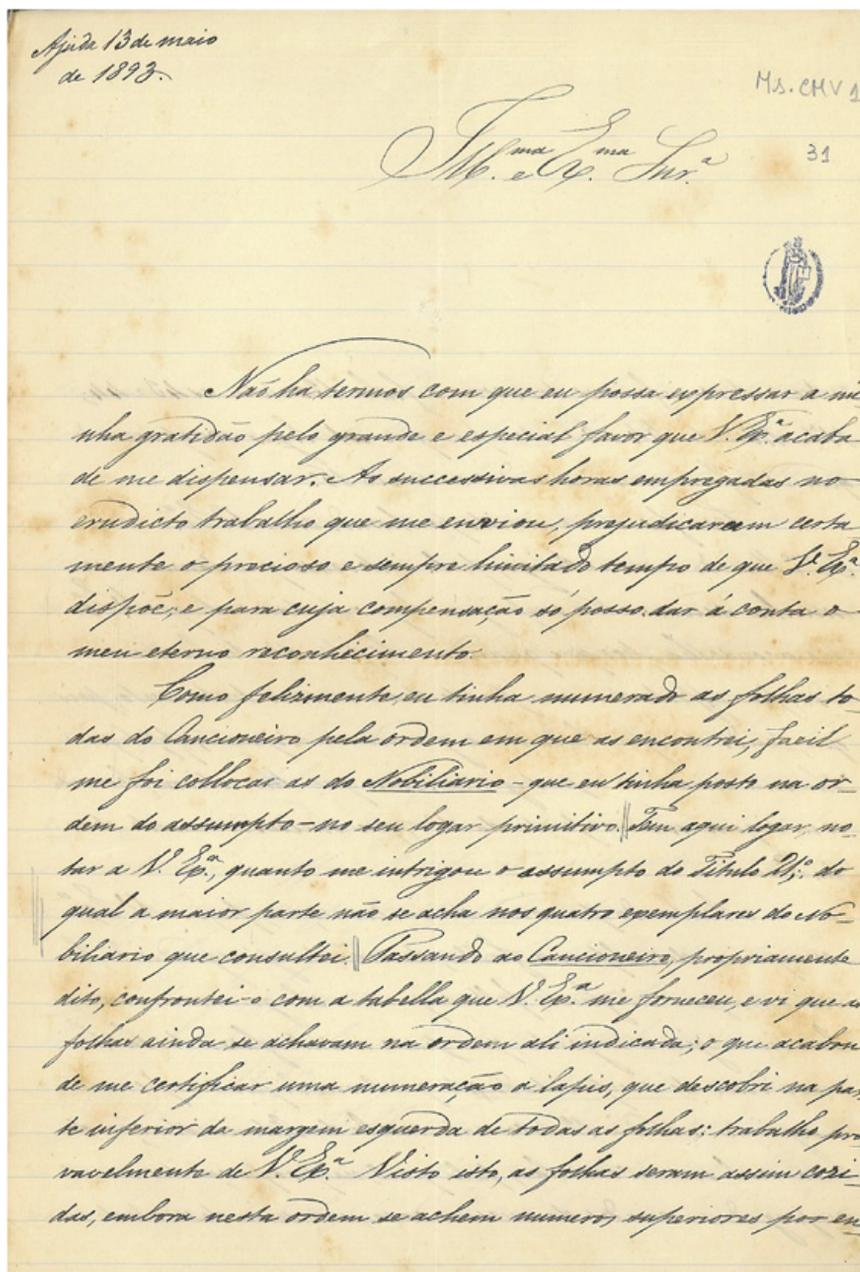 Ajuda 13 de maio
de 1893.
Ms. CMV 1
31
Ill.ma e Ex.ma Snr.ª
Não ha termos com que eu possa expressar a mi
nha gratidão pelo grande e especial favor que V. Ex.ª acaba
de me dispensar. As successivas horas empregadas no
erudicto trabalho que me enviou, prejudicaram certa
mente o precioso e sempre limitado tempo de que V. Ex.ª
dispõe; e para cuja compensação só posso dar á conta o
meu eterno reconhecimento.
Como felizmente eu tinha numerado as folhas to
das do Cancioneiro pela ordem em que as encontrei, facil
me foi collocar as do Nobiliario - que eu tinha posto na or-
dem do assumpto - no seu logar primitivo. Tem aqui logar, no-
tar a V. Ex.ª, quanto me intrigou o assumpto do Titulo 21º. do
qual a maior parte não se acha nos quatro exemplares do No-
biliario que consultei. Passando ao Cancioneiro, propriamente
dito, confrontei-o com a tabella que V. Ex.ª me forneceu, e vi que as
folhas ainda se achavam na ordem ali indicada; o que acabou
de me certificar uma numeração a lapis, que descobri na par
te inferior da margem esquerda de todas as folhas: trabalho pro-
vavelmente de V. Ex.ª Visto isto, as folhas seram assim cozi-
das, embora nesta ordem se achem numeros superiores por en